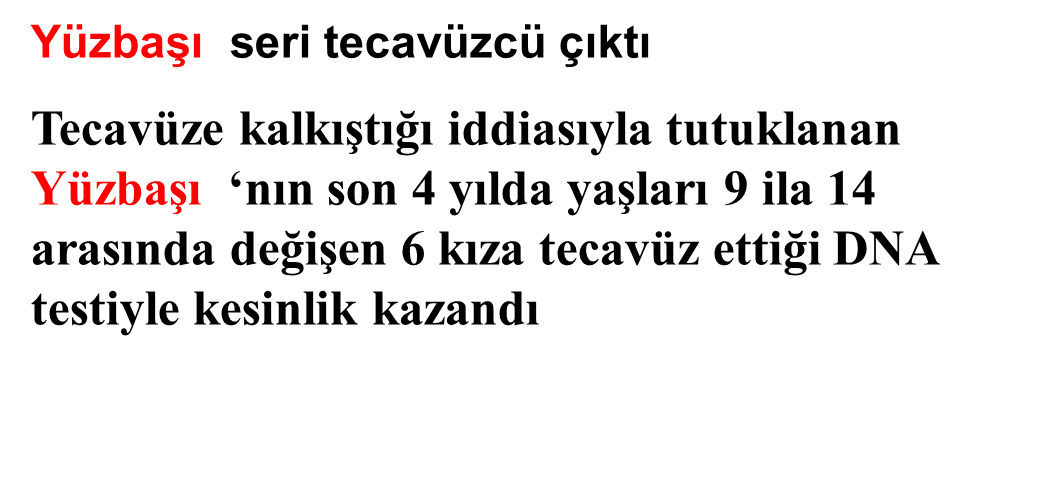 Yüzbaşı seri tecavüzcü çıktı
Tecavüze kalkıştığı iddiasıyla tutuklanan
Yüzbaşı ‘nın son 4 yılda yaşları 9 ila 14
arasında değişen 6 kıza tecavüz ettiği DNA
testiyle kesinlik kazandı